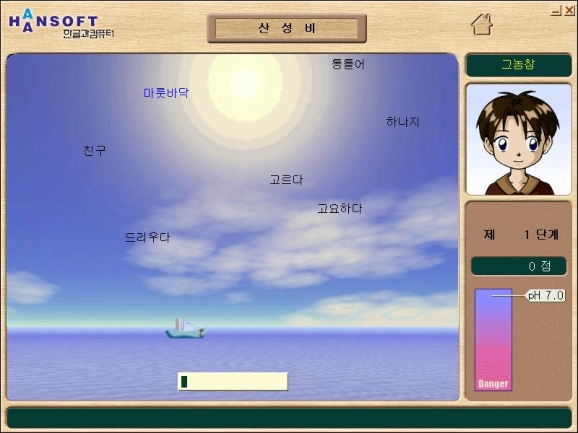 HANSOFT
한글과컴퓨터
산 성 비
통틀어
그놈참
마룻바닥
하나지
친구
고르다
고요하다
드리우다
제 1 단계
0 점
pH 7.0
Danger